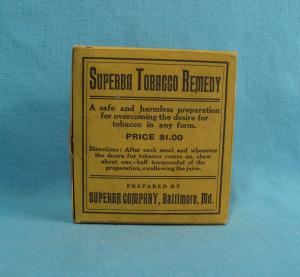 SUPERBA TOBACCO REMEDY
A safe and harmless preparation
for overcoming the desire for
tobacco in any form.
PRICE $1.00
Directions: After each meal, and whenever
the desire for tobacco comes on, chew
about one-half teaspoonful of the
preparation, swallowing the juice.
PREPARED BY
SUPERBA COMPANY, Baltimore, Md.